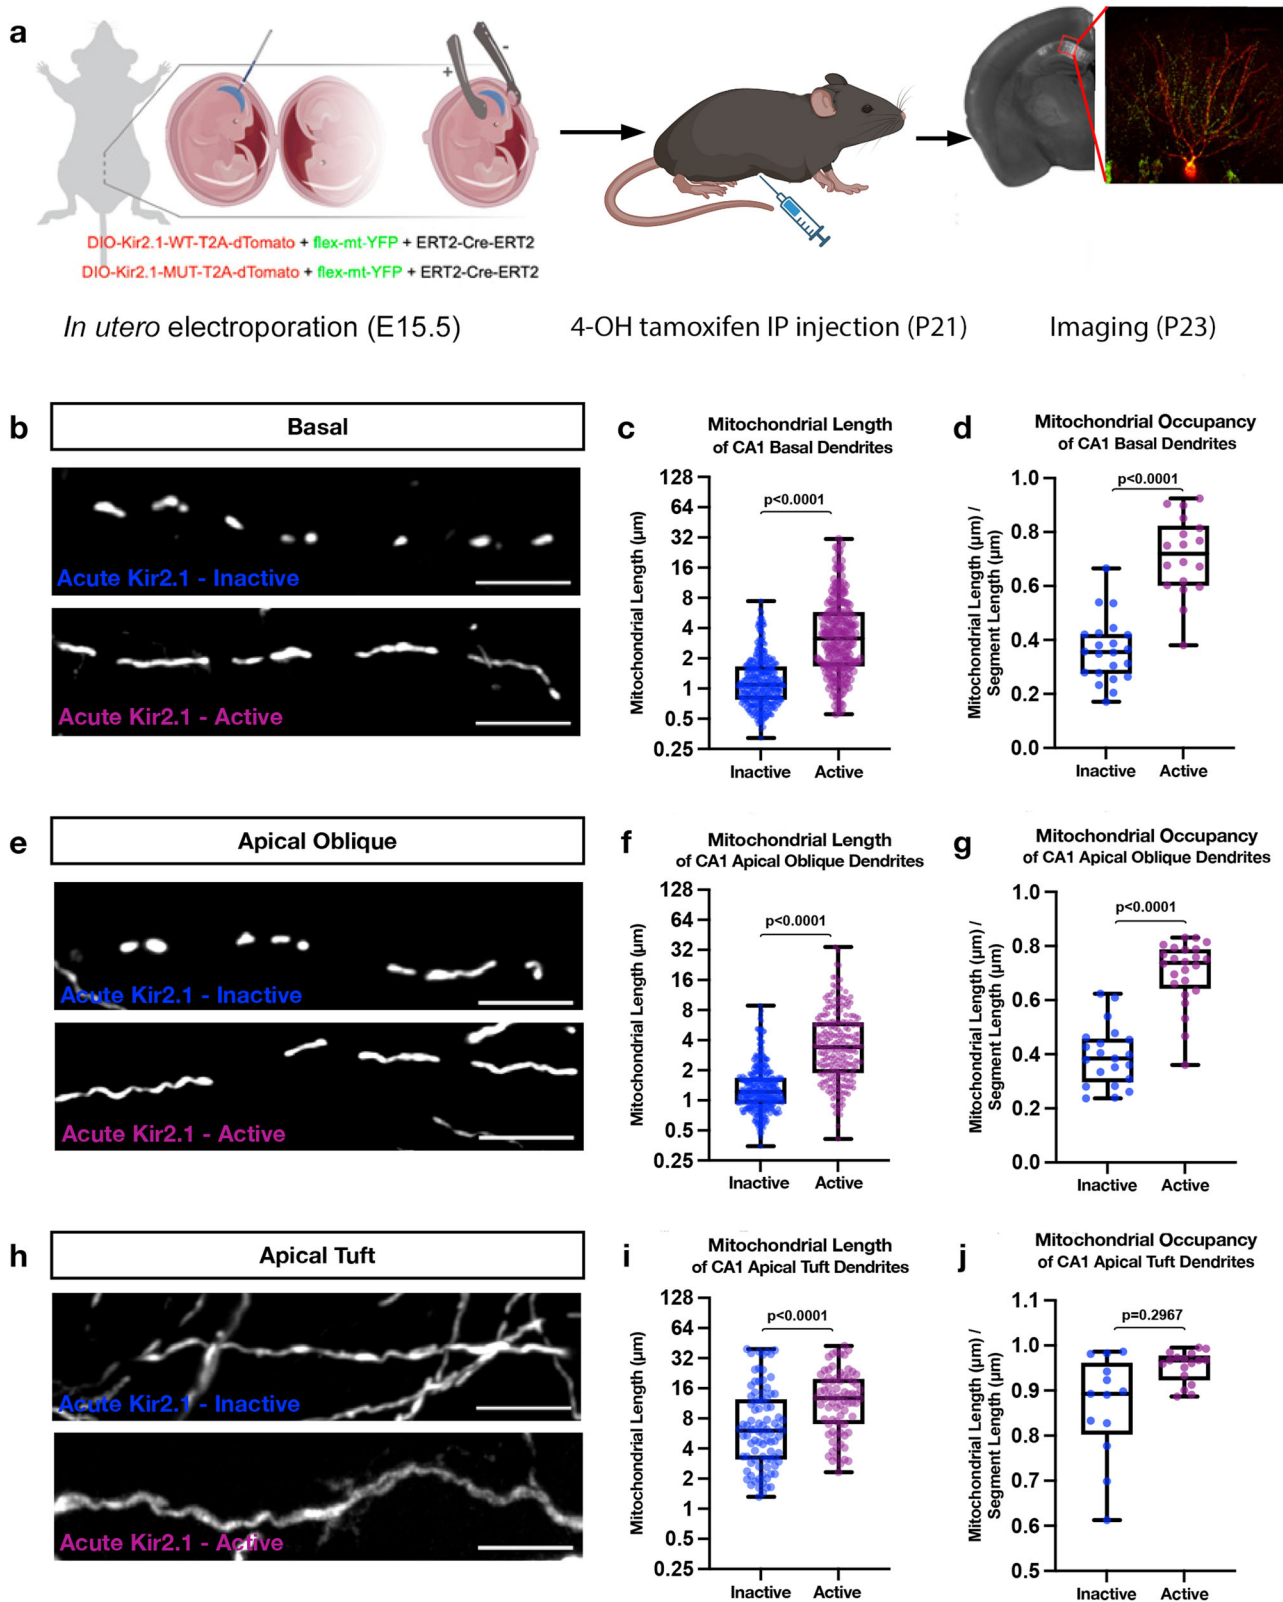 a
+
-
DIO-Kir2.1-WT-T2A-dTomato + flex-mt-YFP + ERT2-Cre-ERT2
DIO-Kir2.1-MUT-T2A-dTomato + flex-mt-YFP + ERT2-Cre-ERT2
In utero electroporation (E15.5)
4-OH tamoxifen IP injection (P21)
Imaging (P23)
b
Basal
Acute Kir2.1 - Inactive
Acute Kir2.1 - Active
c
Mitochondrial Length
of CA1 Basal Dendrites
Mitochondrial Length (μm)
128
64
32
16
8
4
2
1
0.5
0.25
p<0.0001
Inactive
Active
d
Mitochondrial Occupancy
of CA1 Basal Dendrites
Mitochondrial Length (μm) /
Segment Length (μm)
1.0
0.8
0.6
0.4
0.2
0.0
p<0.0001
Inactive
Active
e
Apical Oblique
Acute Kir2.1 - Inactive
Acute Kir2.1 - Active
f
Mitochondrial Length
of CA1 Apical Oblique Dendrites
Mitochondrial Length (μm)
128
64
32
16
8
4
2
1
0.5
0.25
p<0.0001
Inactive
Active
g
Mitochondrial Occupancy
of CA1 Apical Oblique Dendrites
Mitochondrial Length (μm) /
Segment Length (μm)
1.0
0.8
0.6
0.4
0.2
0.0
p<0.0001
Inactive
Active
h
Apical Tuft
Acute Kir2.1 - Inactive
Acute Kir2.1 - Active
i
Mitochondrial Length
of CA1 Apical Tuft Dendrites
Mitochondrial Length (μm)
128
64
32
16
8
4
2
1
0.5
0.25
p<0.0001
Inactive
Active
j
Mitochondrial Occupancy
of CA1 Apical Tuft Dendrites
Mitochondrial Length (μm) /
Segment Length (μm)
1.1
1.0
0.9
0.8
0.7
0.6
0.5
p=0.2967
Inactive
Active